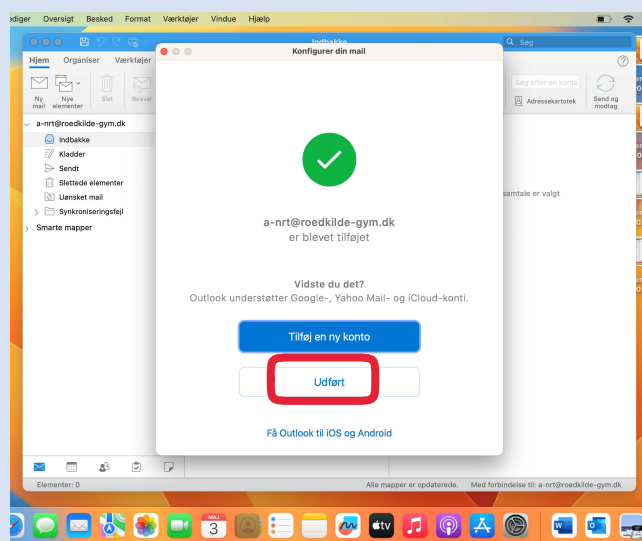 ediger Oversigt Besked Format Værktøjer Vindue Hjælp
Indbakke
Søg
Konfigurer din mail
Hjem Organiser Værktøjer
Ny mail
Nye elementer
Slet
Besvar
Søg efter en kontakt
Adressekartotek
Send og modtag
a-nrt@roedkilde-gym.dk
Indbakke
Kladder
Sendt
Slettede elementer
Uønsket mail
Synkroniseringsfejl
Smarte mapper
samtale er valgt
a-nrt@roedkilde-gym.dk
er blevet tilføjet
Vidste du det?
Outlook understøtter Google-, Yahoo Mail- og iCloud-konti.
Tilføj en ny konto
Udført
Få Outlook til iOS og Android
Elementer: 0
Alle mapper er opdaterede. Med forbindelse til: a-nrt@roedkilde-gym.dk
MAJ
3
tv
W